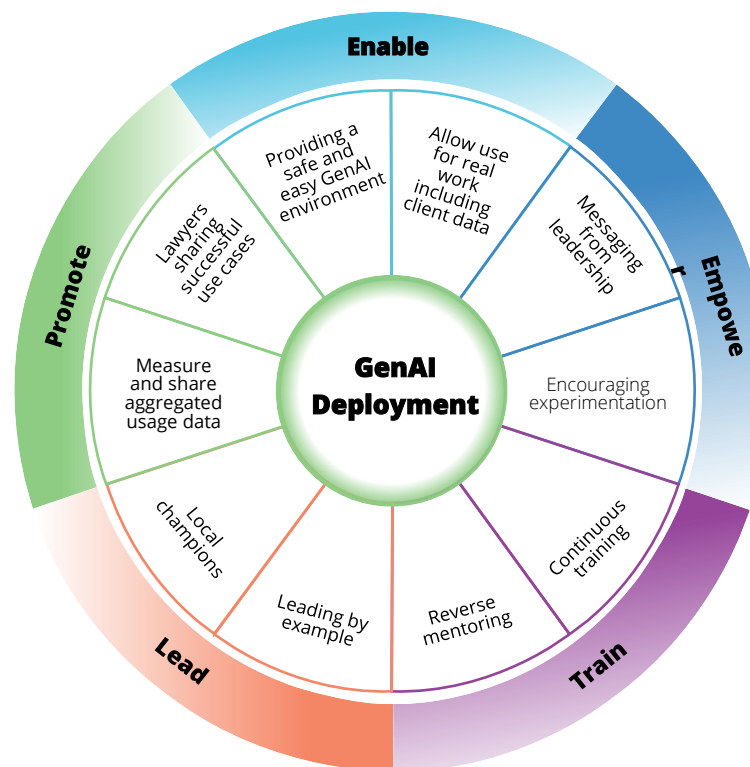 Enable
Providing a
safe and
easy GenAI
environment
Allow use
for real
work
including
client data
Empowe
r
Messaging
from
leadership
Encouraging
experimentation
Train
Continuous
training
Reverse
mentoring
Lead
Leading by
example
Local
champions
Promote
Measure
and share
aggregated
usage data
Lawyers
sharing
successful
use cases
GenAI
Deployment